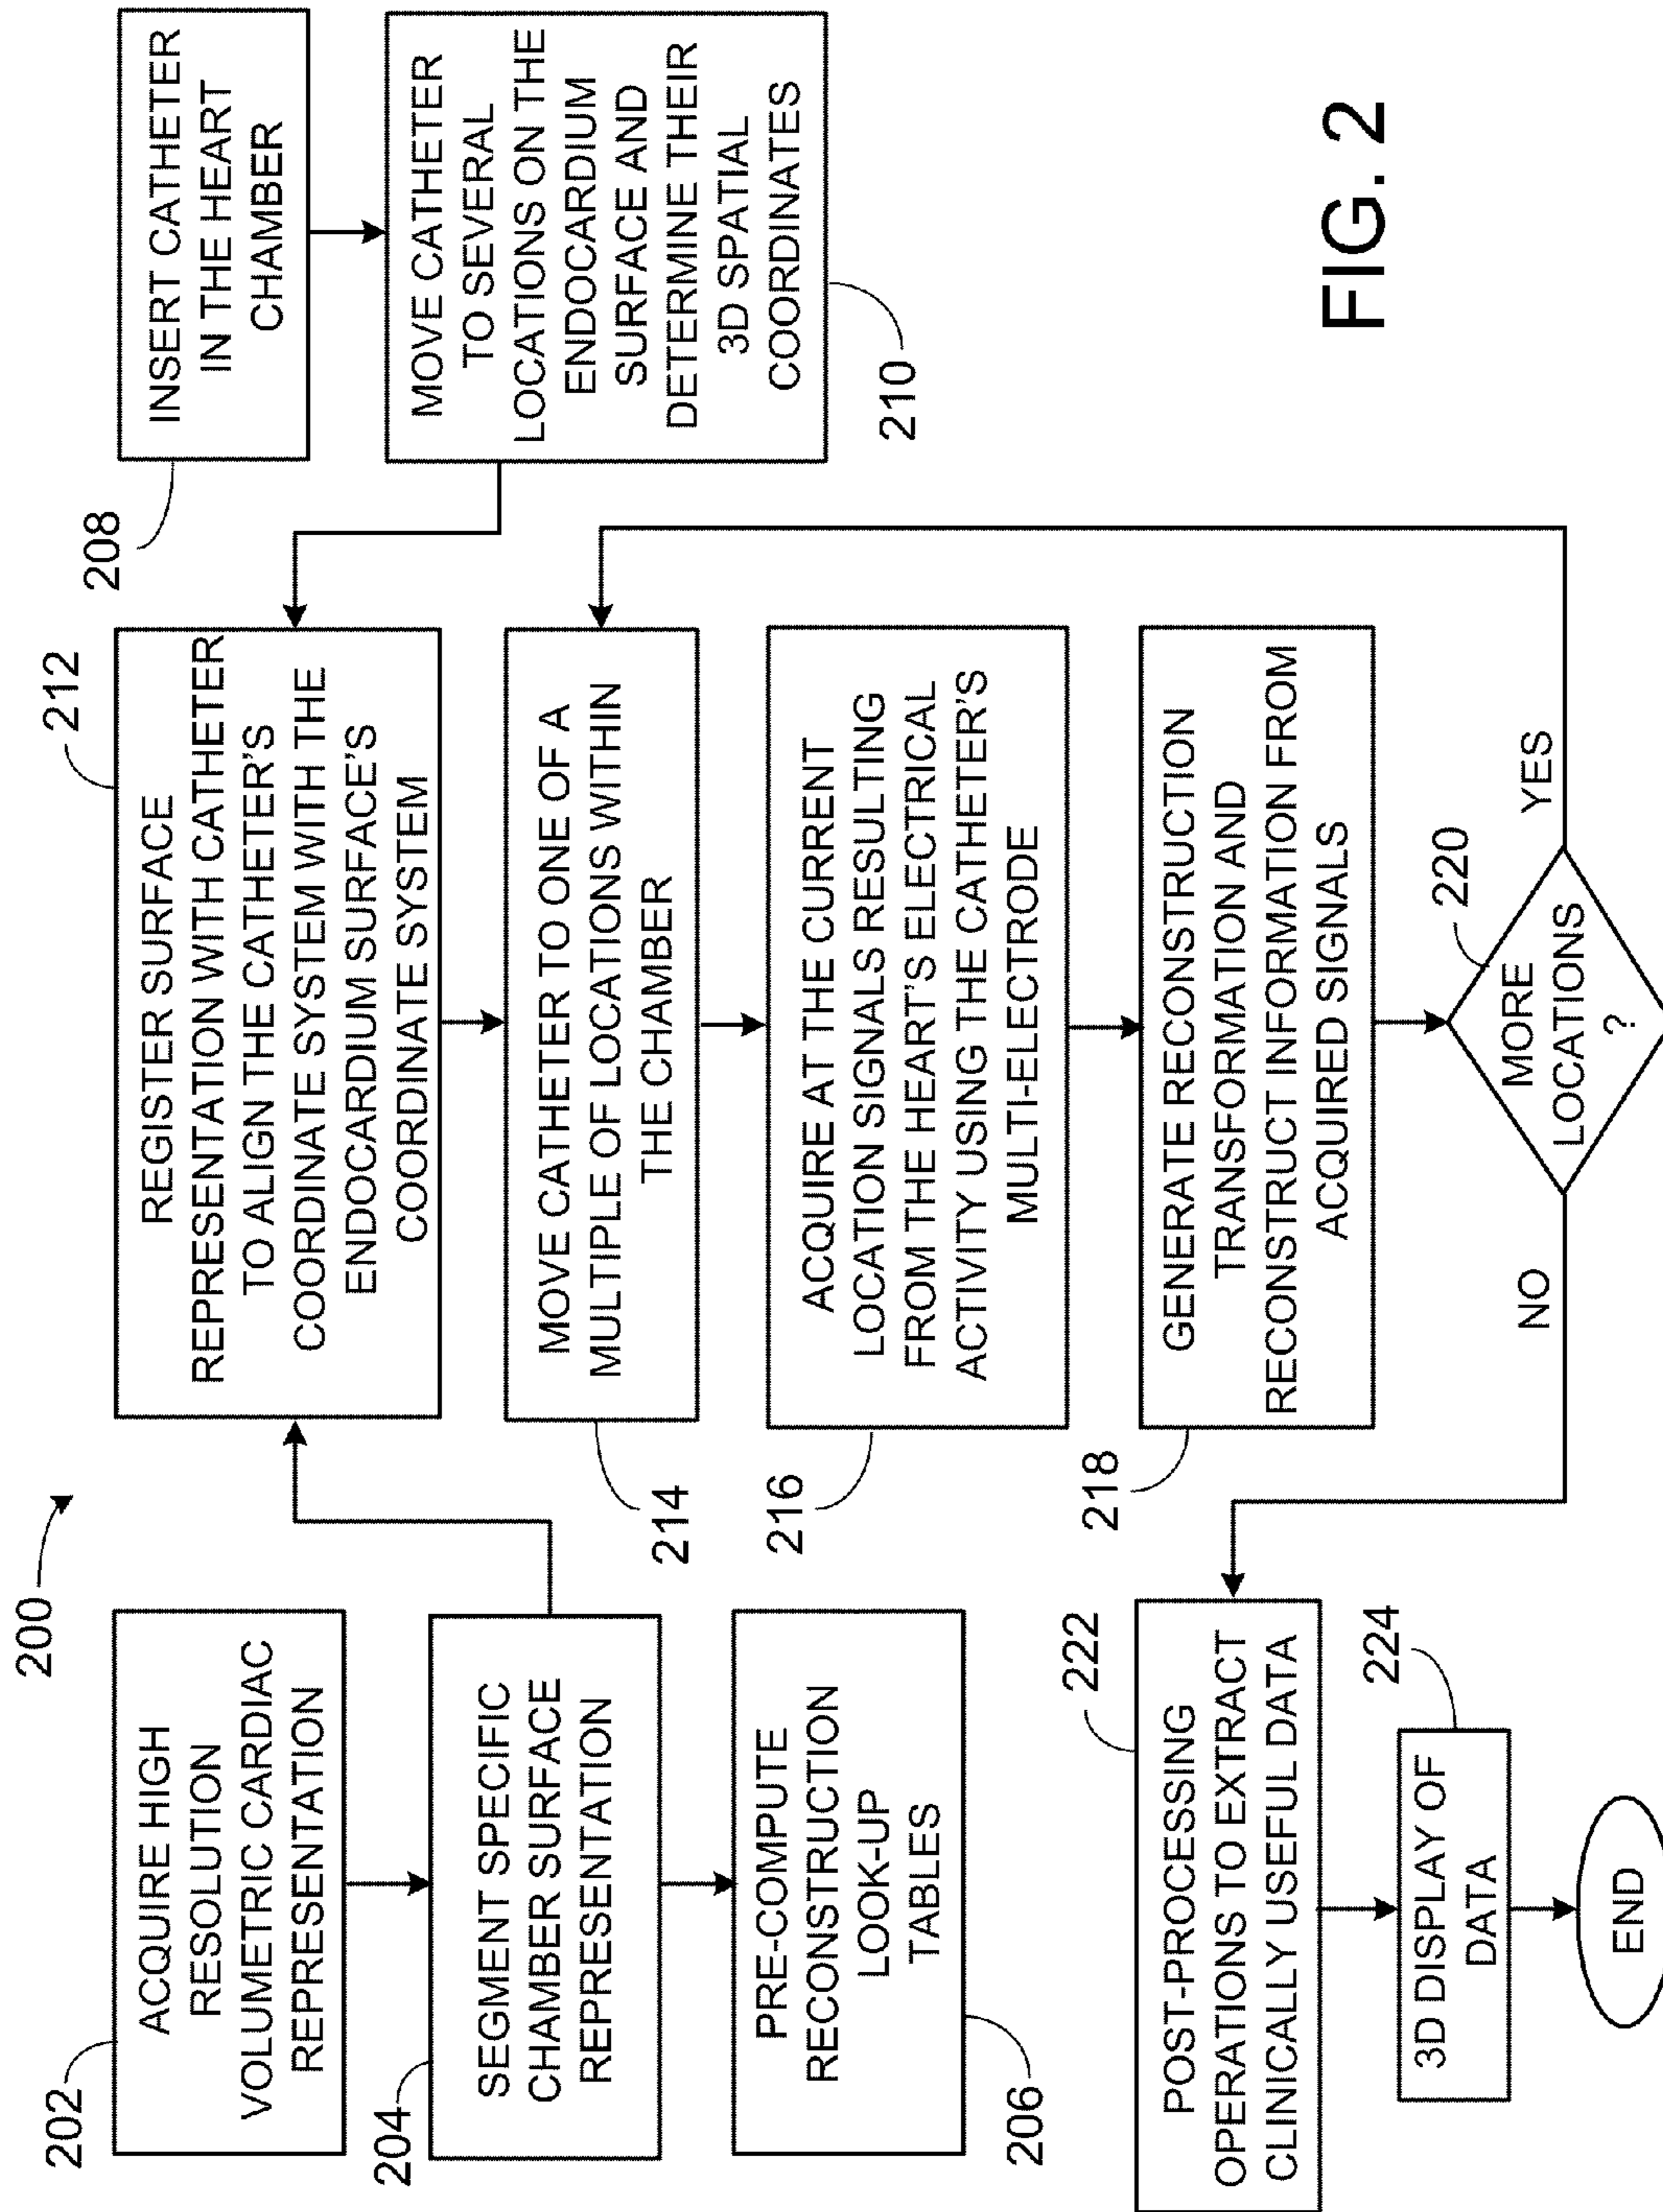 200
202
ACQUIRE HIGH
RESOLUTION
VOLUMETRIC CARDIAC
REPRESENTATION
204
SEGMENT SPECIFIC
CHAMBER SURFACE
REPRESENTATION
PRE-COMPUTE
RECONSTRUCTION
LOOK-UP
TABLES
206
208
INSERT CATHETER
IN THE HEART
CHAMBER
MOVE CATHETER
TO SEVERAL
LOCATIONS ON THE
ENDOCARDIUM
SURFACE AND
DETERMINE THEIR
3D SPATIAL
COORDINATES
210
212
REGISTER SURFACE
REPRESENTATION WITH CATHETER
TO ALIGN THE CATHETER'S
COORDINATE SYSTEM WITH THE
ENDOCARDIUM SURFACE'S
COORDINATE SYSTEM
MOVE CATHETER TO ONE OF A
MULTIPLE OF LOCATIONS WITHIN
THE CHAMBER
214
ACQUIRE AT THE CURRENT
LOCATION SIGNALS RESULTING
FROM THE HEART'S ELECTRICAL
ACTIVITY USING THE CATHETER'S
MULTI-ELECTRODE
216
GENERATE RECONSTRUCTION
TRANSFORMATION AND
RECONSTRUCT INFORMATION FROM
ACQUIRED SIGNALS
218
220
MORE
LOCATIONS
?
YES
NO
222
POST-PROCESSING
OPERATIONS TO EXTRACT
CLINICALLY USEFUL DATA
224
3D DISPLAY OF
DATA
END
FIG. 2